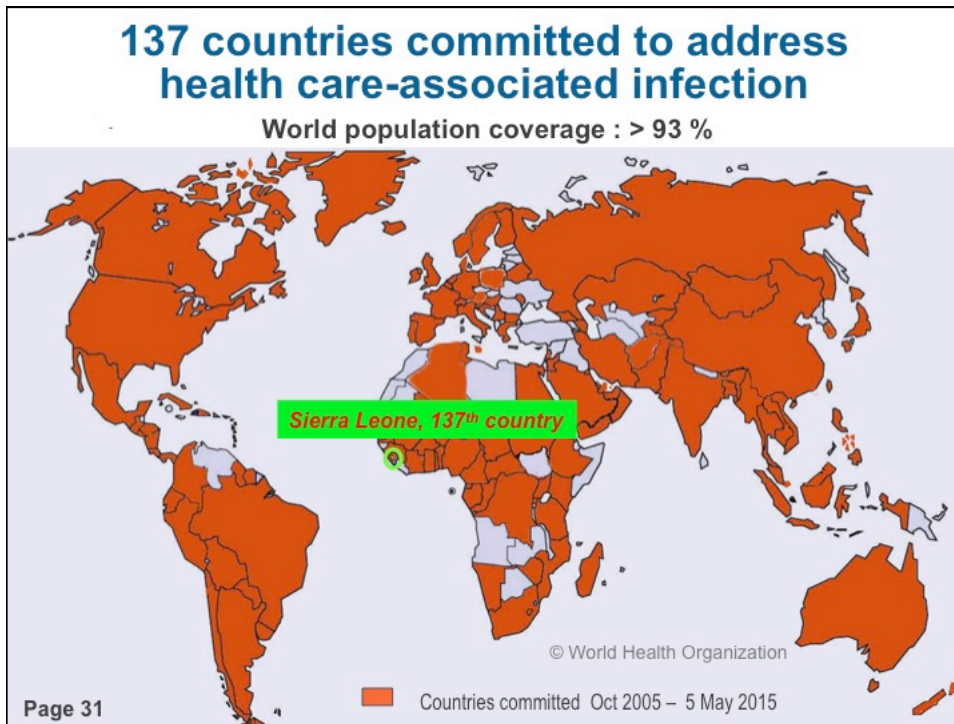 137 countries committed to address
health care-associated infection
World population coverage : > 93 %
Sierra Leone, 137th country
© World Health Organization
Countries committed Oct 2005 – 5 May 2015
Page 31